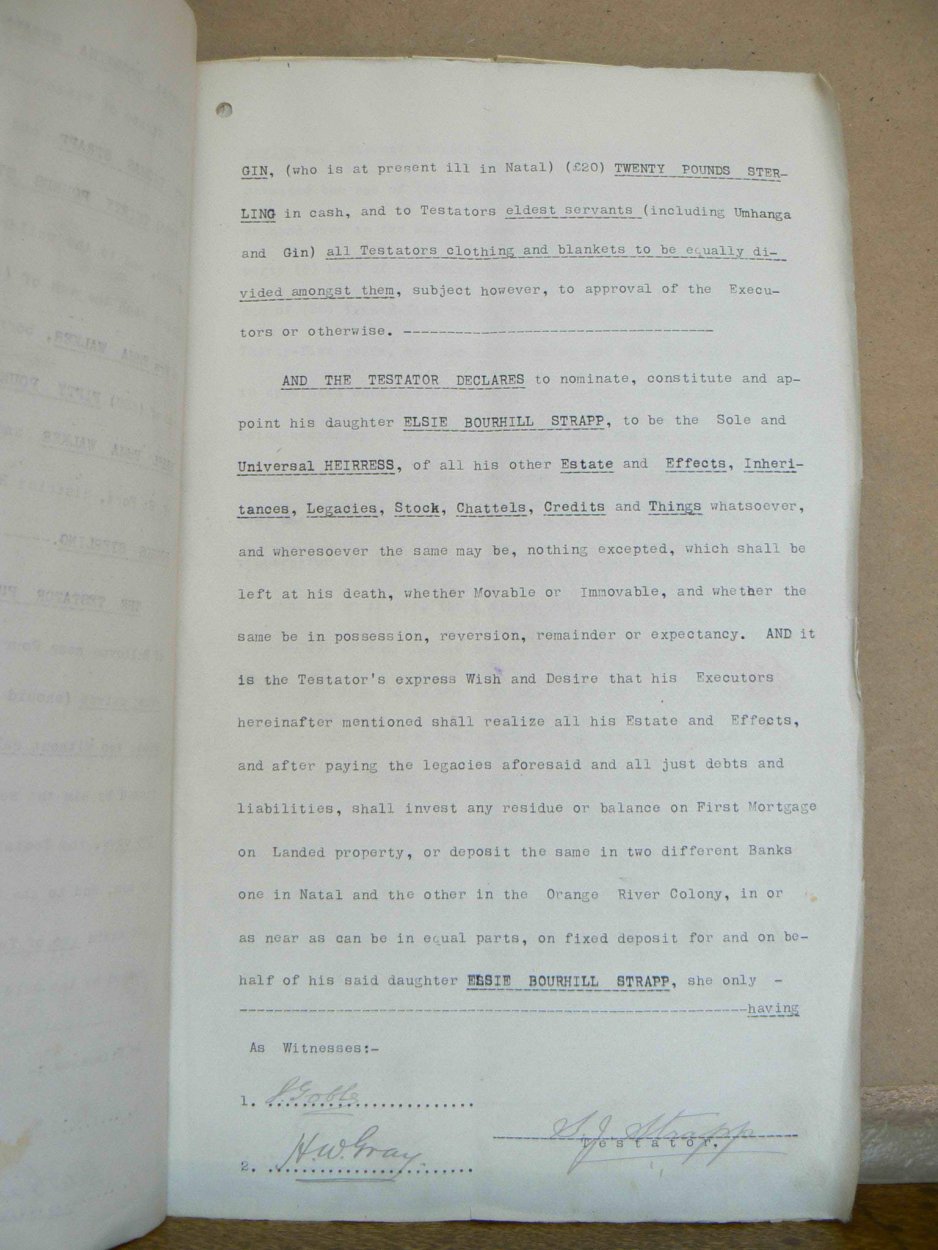 GIN, (who is at present ill in Natal) (£20) TWENTY POUNDS STER-
LING in cash, and to Testators eldest servants (including Umhanga
and Gin) all Testators clothing and blankets to be equally di-
vided amongst them, subject however, to approval of the Execu-
tors or otherwise. ------------------------------------
AND THE TESTATOR DECLARES to nominate, constitute and ap-
point his daughter ELSIE BOURHILL STRAPP, to be the Sole and
Universal HEIRRESS, of all his other Estate and Effects, Inheri-
tances, Legacies, Stock, Chattels, Credits and Things whatsoever,
and wheresoever the same may be, nothing excepted, which shall be
left at his death, whether Movable or Immovable, and whether the
same be in possession, reversion, remainder or expectancy. AND it
is the Testator's express Wish and Desire that his Executors
hereinafter mentioned shall realize all his Estate and Effects,
and after paying the legacies aforesaid and all just debts and
liabilities, shall invest any residue or balance on First Mortgage
on Landed property, or deposit the same in two different Banks
one in Natal and the other in the Orange River Colony, in or
as near as can be in equal parts, on fixed deposit for and on be-
half of his said daughter ELSIE BOURHILL STRAPP, she only -
------------------------------------------------------------having
As Witnesses:-
1. Goble
S. J. Strapp
Testator.
2. H.W. Gray